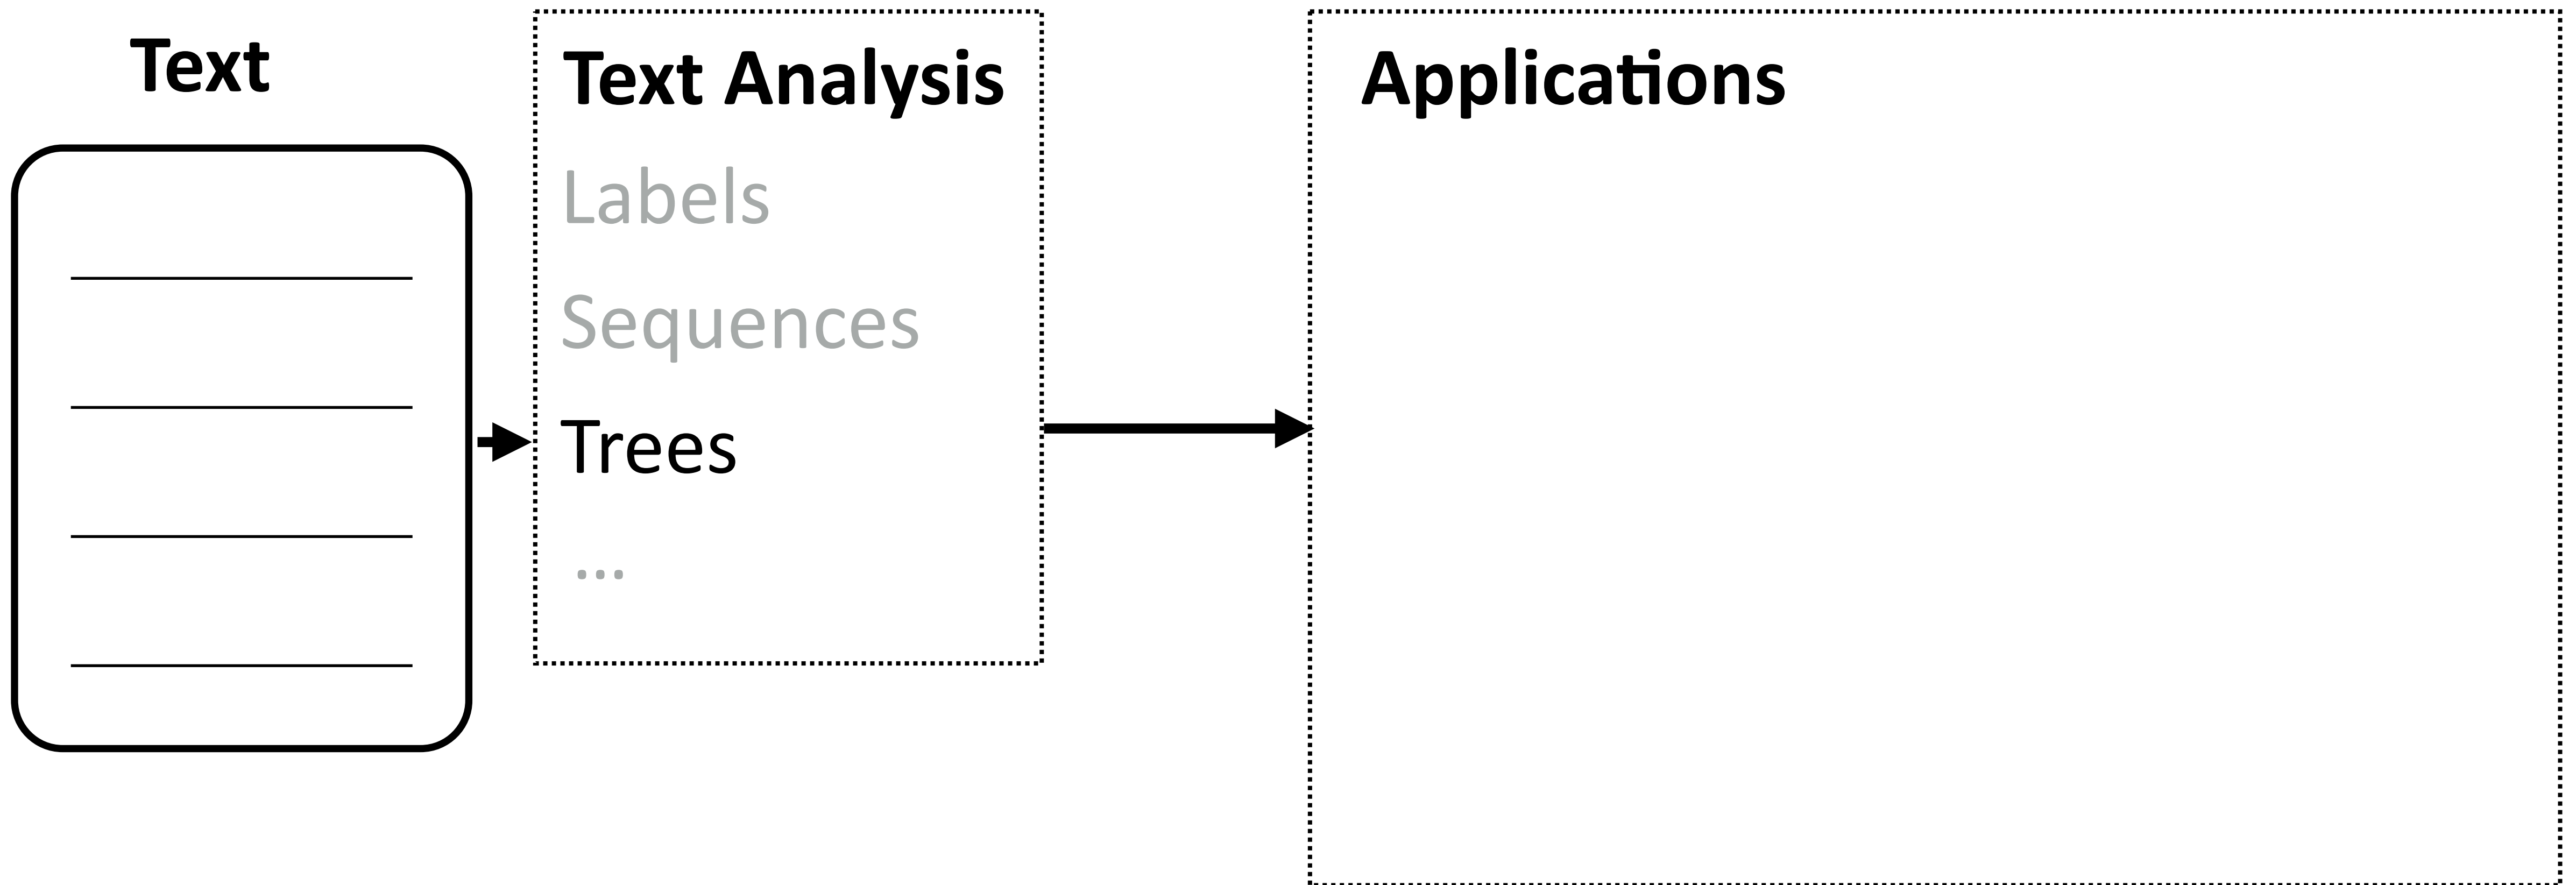 Text
Text Analysis
Labels
Sequences
Trees
...
Applications